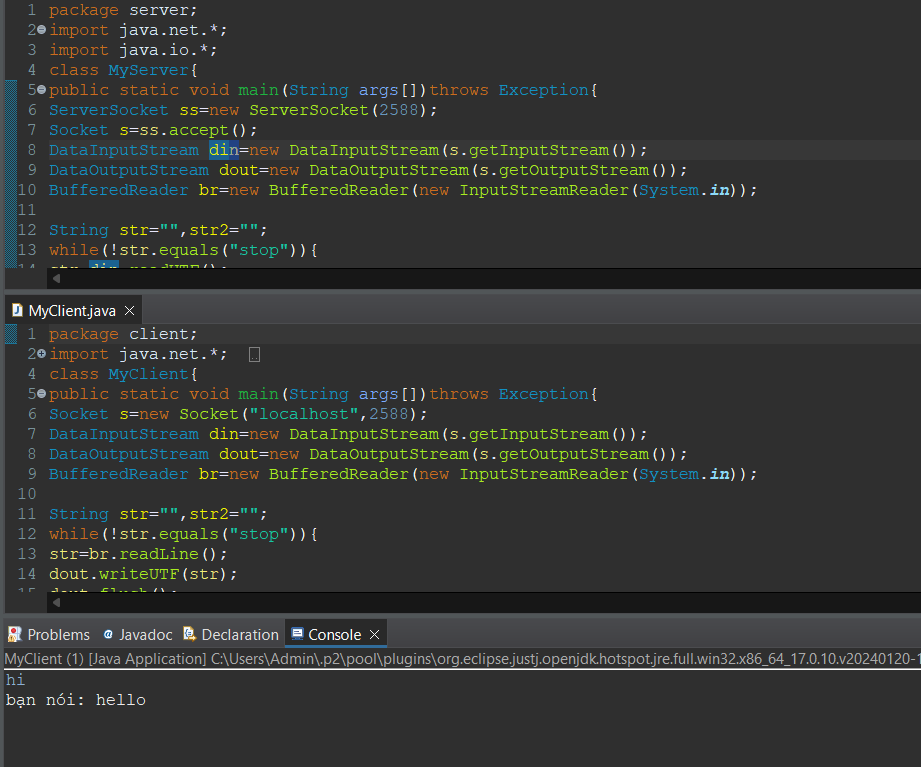 1 package server;
2 import java.net.*;
3 import java.io.*;
4 class MyServer{
5 public static void main(String args[])throws Exception{
6 ServerSocket ss=new ServerSocket(2588);
7 Socket s=ss.accept();
8 DataInputStream din=new DataInputStream(s.getInputStream());
9 DataOutputStream dout=new DataOutputStream(s.getOutputStream());
10 BufferedReader br=new BufferedReader(new InputStreamReader(System.in));
11
12 String str="",str2="";
13 while(!str.equals("stop")){
MyClient.java
1 package client;
2 import java.net.*;
4 class MyClient{
5 public static void main(String args[])throws Exception{
6 Socket s=new Socket("localhost",2588);
7 DataInputStream din=new DataInputStream(s.getInputStream());
8 DataOutputStream dout=new DataOutputStream(s.getOutputStream());
9 BufferedReader br=new BufferedReader(new InputStreamReader(System.in));
10
11 String str="",str2="";
12 while(!str.equals("stop")){
13 str=br.readLine();
14 dout.writeUTF(str);
Problems Javadoc Declaration Console
MyClient (1) [Java Application] C:\Users\Admin\.p2\pool\plugins\org.eclipse.justj.openjdk.hotspot.jre.full.win32.x86_64_17.0.10.v20240120-1
hi
bạn nói: hello